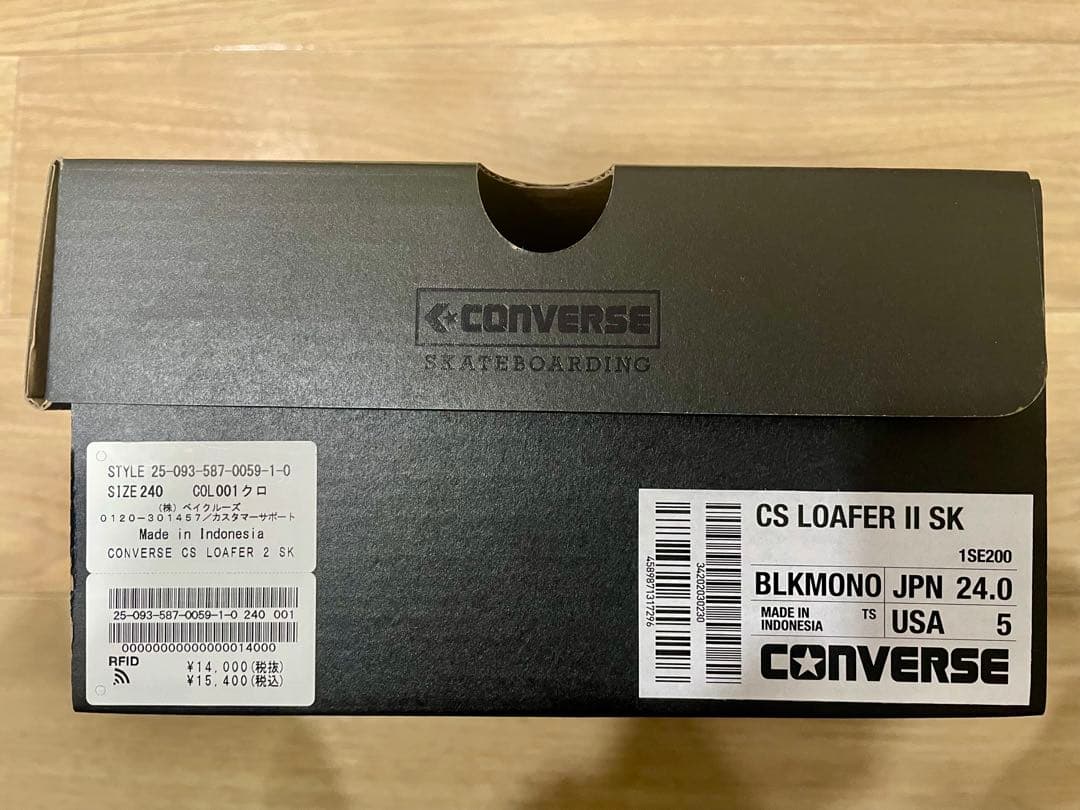 CONVERSE
SKATEBOARDING
STYLE 25-093-587-0059-1-0
SIZE 240 COL 001 クロ
(株) ベイクルーズ
0120-301457/カスタマーサポート
Made in Indonesia
CONVERSE CS LOAFER 2 SK
25-093-587-0059-1-0 240 001
00000000000000014000
RFID
¥14,000(税抜)
¥15,400(税込)
4589871317296
34202030230
CS LOAFER II SK
1SE200
BLKMONO JPN 24.0
MADE IN INDONESIA TS USA 5
CONVERSE